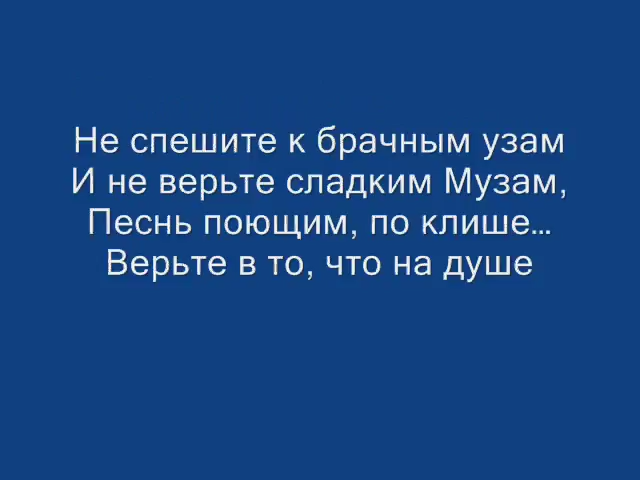 Не спешите к брачным узам
И не верьте сладким Музам,
Песнь поющим, по клише...
Верьте в то, что на душе